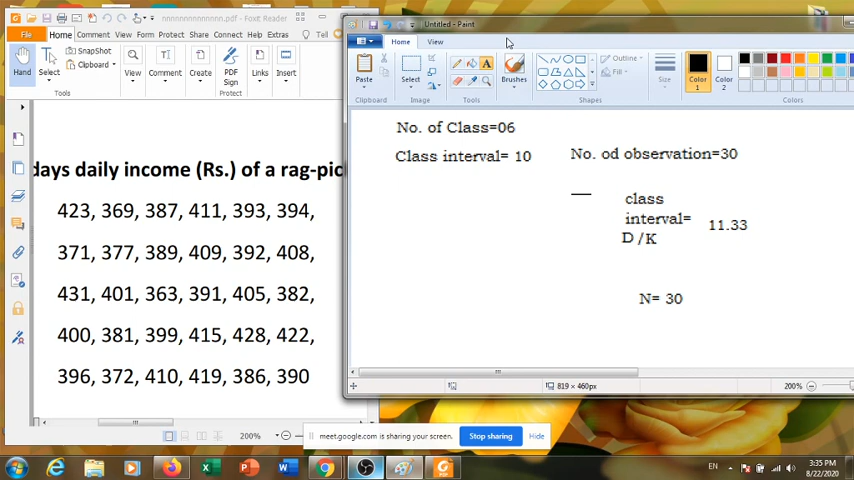 nnnnnnnnnnnnnn.pdf - Foxit Reader
File Home Comment View Form Protect Share Connect Help Extras
Hand
Select
SnapShot
Clipboard
View
Comment
Create
PDF
Sign
Links
Insert
Tools
Protect
days daily income (Rs.) of a rag-pic
423, 369, 387, 411, 393, 394,
371, 377, 389, 409, 392, 408,
431, 401, 363, 391, 405, 382,
400, 381, 399, 415, 428, 422,
396, 372, 410, 419, 386, 390
200%
Untitled - Paint
Home View
Paste
Select
Brushes
Outline
Fill
Size
Color
1
Color
2
Clipboard
Image
Tools
Shapes
Colors
No. of Class=06
Class interval= 10
No. od observation=30
class
interval=
D /K
11.33
N= 30
819 × 460px
200%
meet.google.com is sharing your screen.
Stop sharing
Hide
EN
3:35 PM
8/22/2020